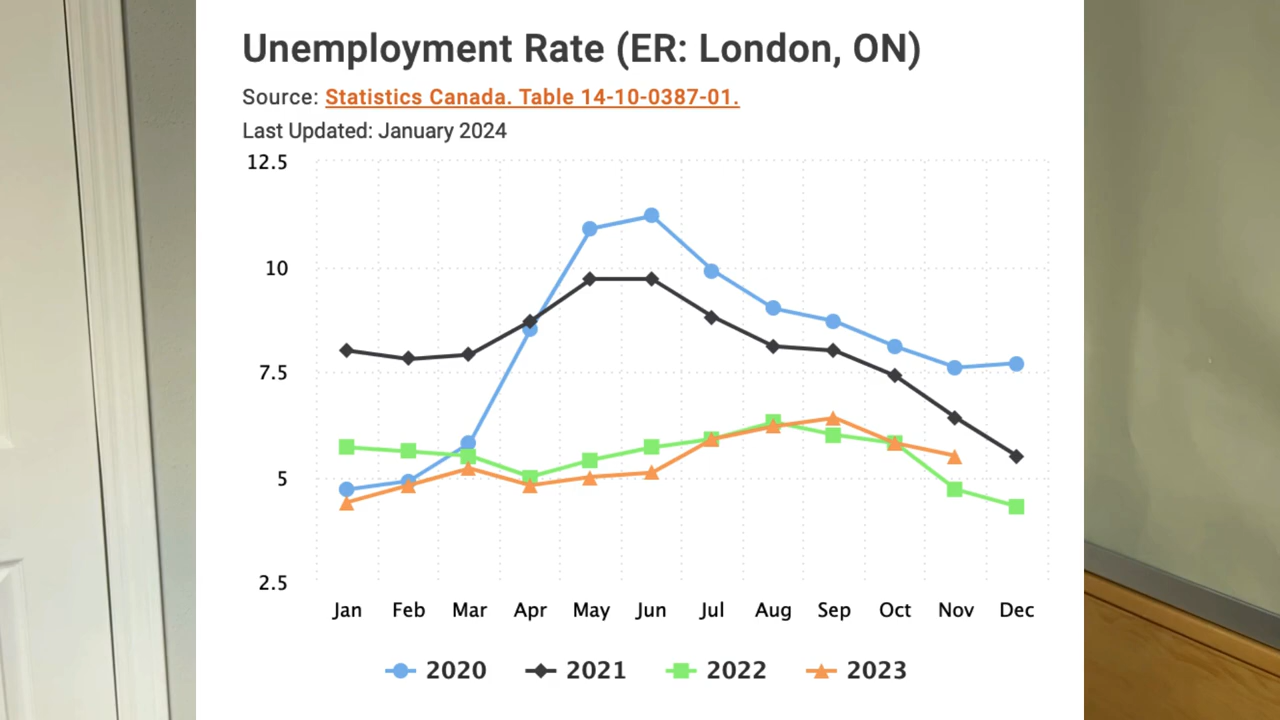 Unemployment Rate (ER: London, ON)
Source: Statistics Canada. Table 14-10-0387-01.
Last Updated: January 2024
12.5
10
7.5
5
2.5
Jan Feb Mar Apr May Jun Jul Aug Sep Oct Nov Dec
2020 2021 2022 2023